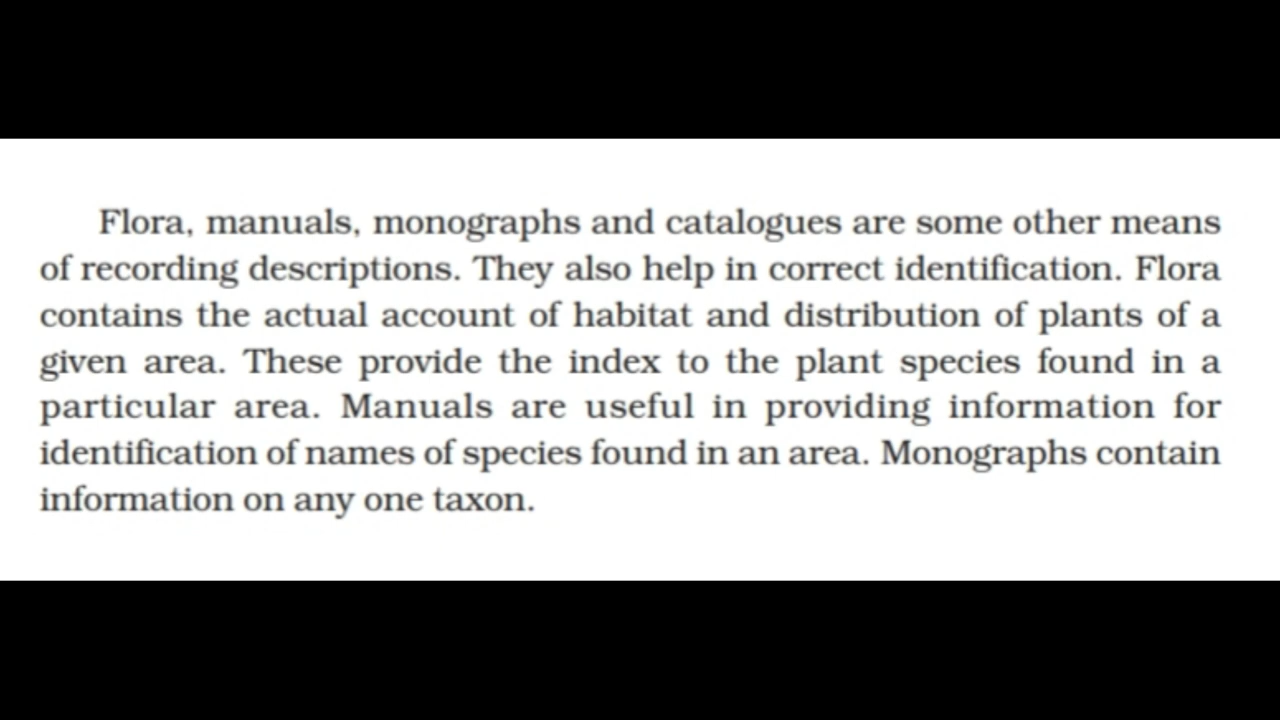 Flora, manuals, monographs and catalogues are some other means
of recording descriptions. They also help in correct identification. Flora
contains the actual account of habitat and distribution of plants of a
given area. These provide the index to the plant species found in a
particular area. Manuals are useful in providing information for
identification of names of species found in an area. Monographs contain
information on any one taxon.